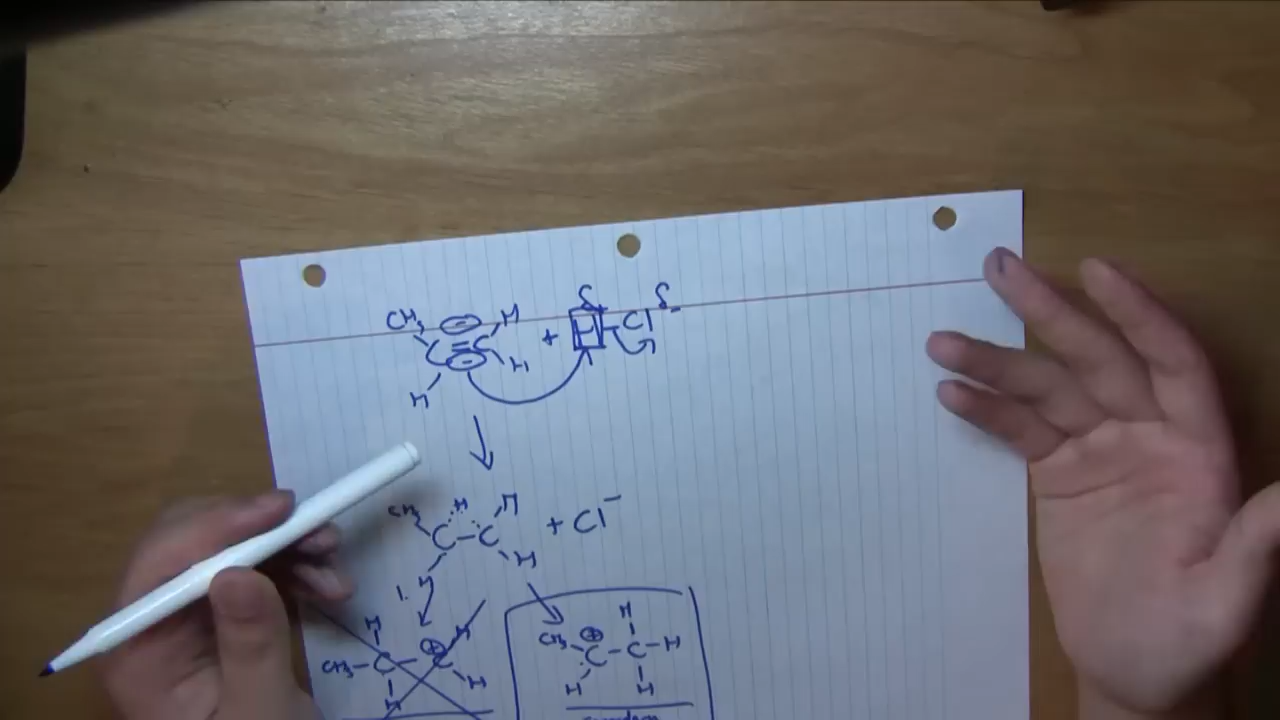 CH3 H δ+ δ-
C=C + H-Cl
H H
CH3 H H
C-C + Cl-
H H
1.
H H
CH3-C-C+ CH3-C+-C-H
H H H H